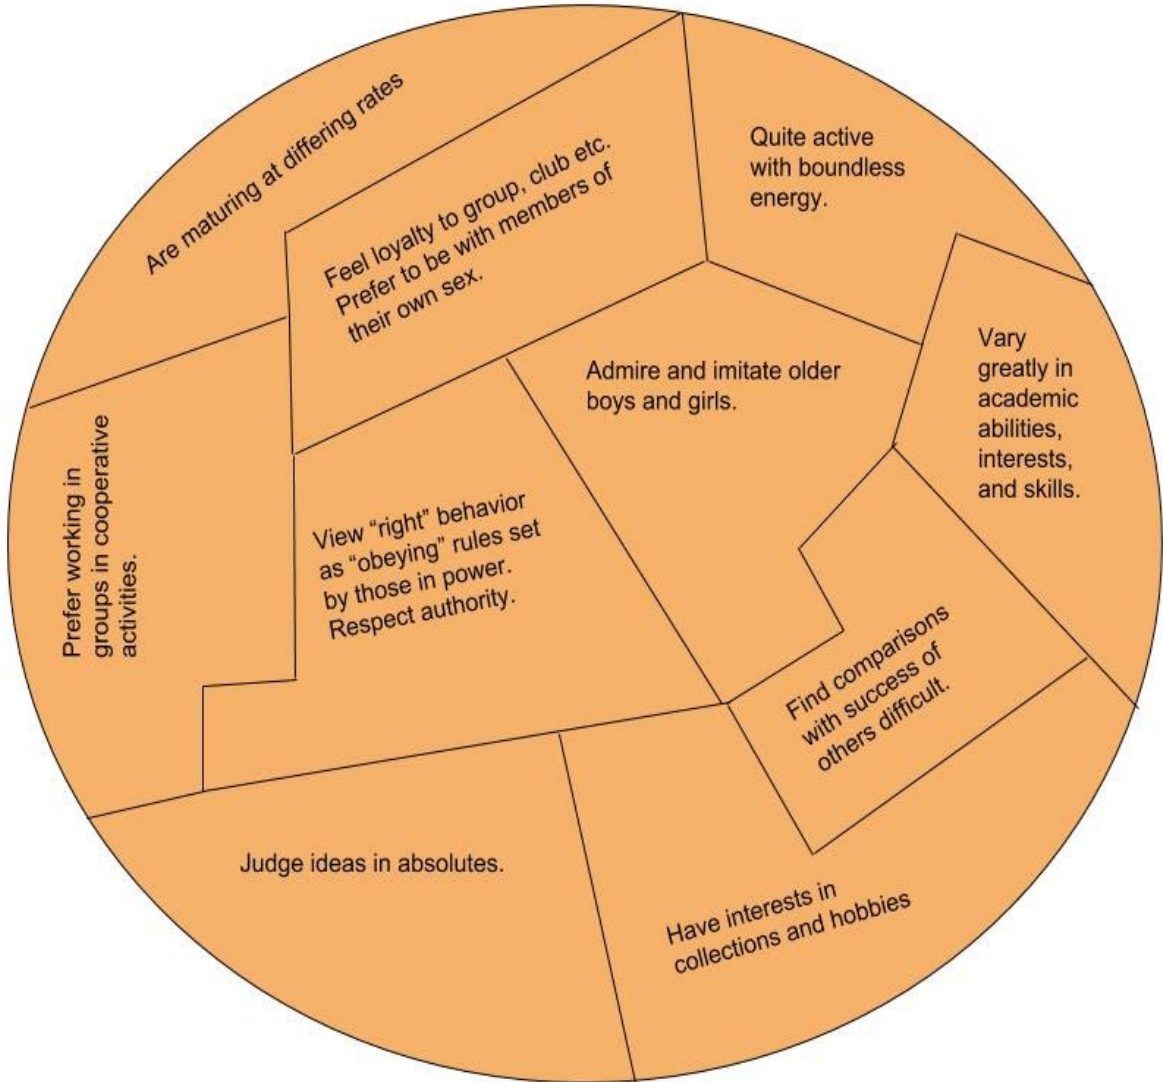 Are maturing at differing rates
Feel loyalty to group, club etc.
Prefer to be with members of
their own sex.
Quite active
with boundless
energy.
Admire and imitate older
boys and girls.
Vary
greatly in
academic
abilities,
interests,
and skills.
Prefer working in
groups in cooperative
activities.
View “right” behavior
as “obeying” rules set
by those in power.
Respect authority.
Find comparisons
with success of
others difficult.
Judge ideas in absolutes.
Have interests in
collections and hobbies